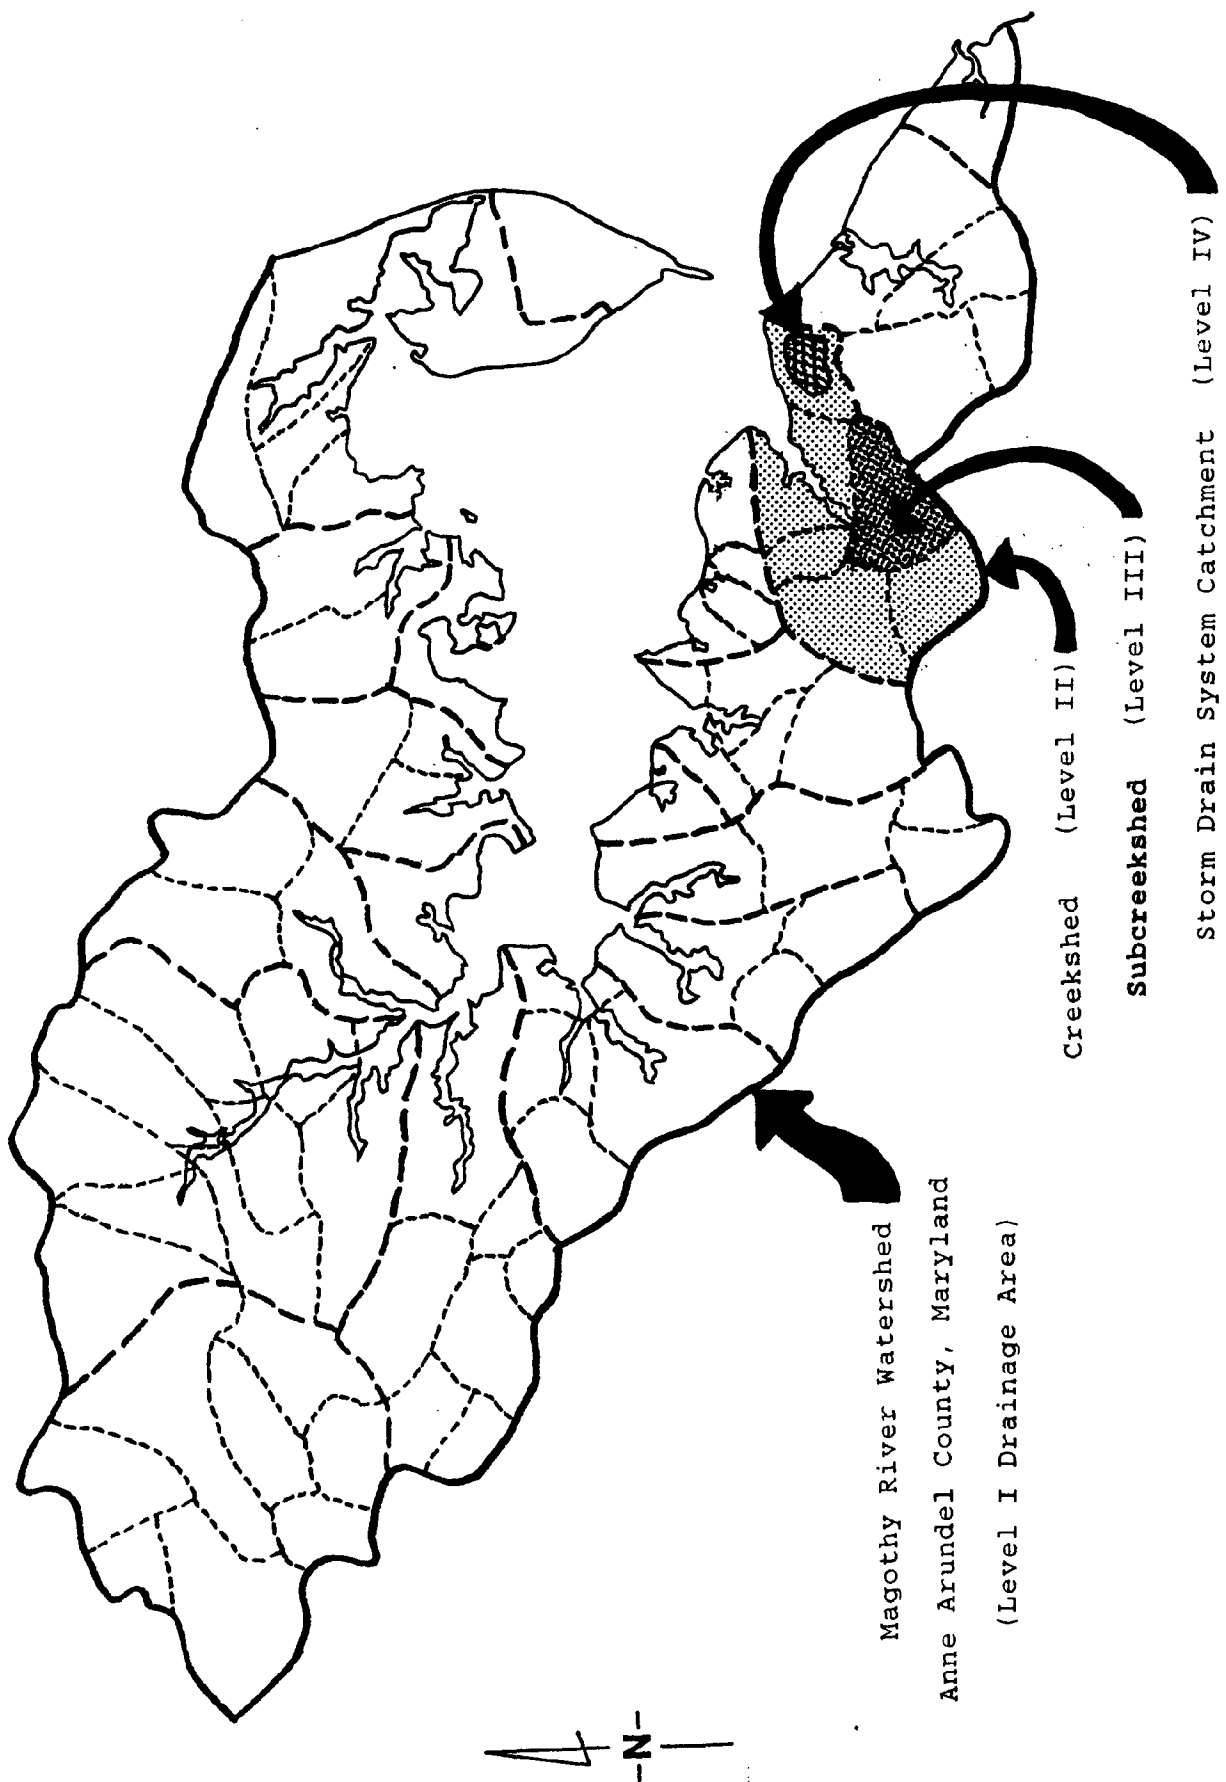 -N-
Magothy River Watershed
Anne Arundel County, Maryland
(Level I Drainage Area)
Creekshed (Level II)
Subcreekshed (Level III)
Storm Drain System Catchment (Level IV)